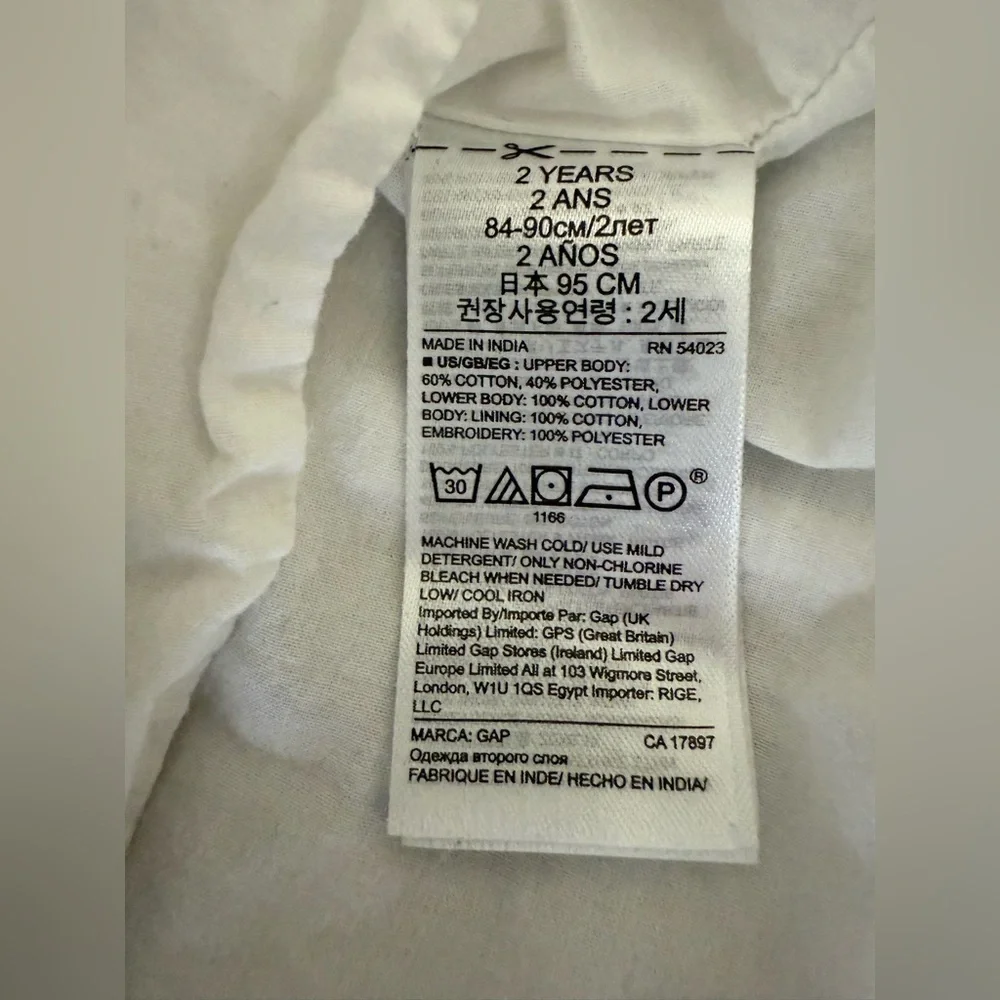 2 YEARS
2 ANS
84-90см/2лет
2 AÑOS
日本 95 CM
권장사용연령 : 2세
MADE IN INDIA RN 54023
■ US/GB/EG : UPPER BODY:
60% COTTON, 40% POLYESTER,
LOWER BODY: 100% COTTON, LOWER
BODY: LINING: 100% COTTON,
EMBROIDERY: 100% POLYESTER
30 P ®
1166
MACHINE WASH COLD/ USE MILD
DETERGENT/ ONLY NON-CHLORINE
BLEACH WHEN NEEDED/ TUMBLE DRY
LOW/ COOL IRON
Imported By/Importe Par: Gap (UK
Holdings) Limited: GPS (Great Britain)
Limited Gap Stores (Ireland) Limited Gap
Europe Limited All at 103 Wigmore Street,
London, W1U 1QS Egypt Importer: RIGE,
LLC
MARCA: GAP CA 17897
Одежда второго слоя
FABRIQUE EN INDE/ HECHO EN INDIA/